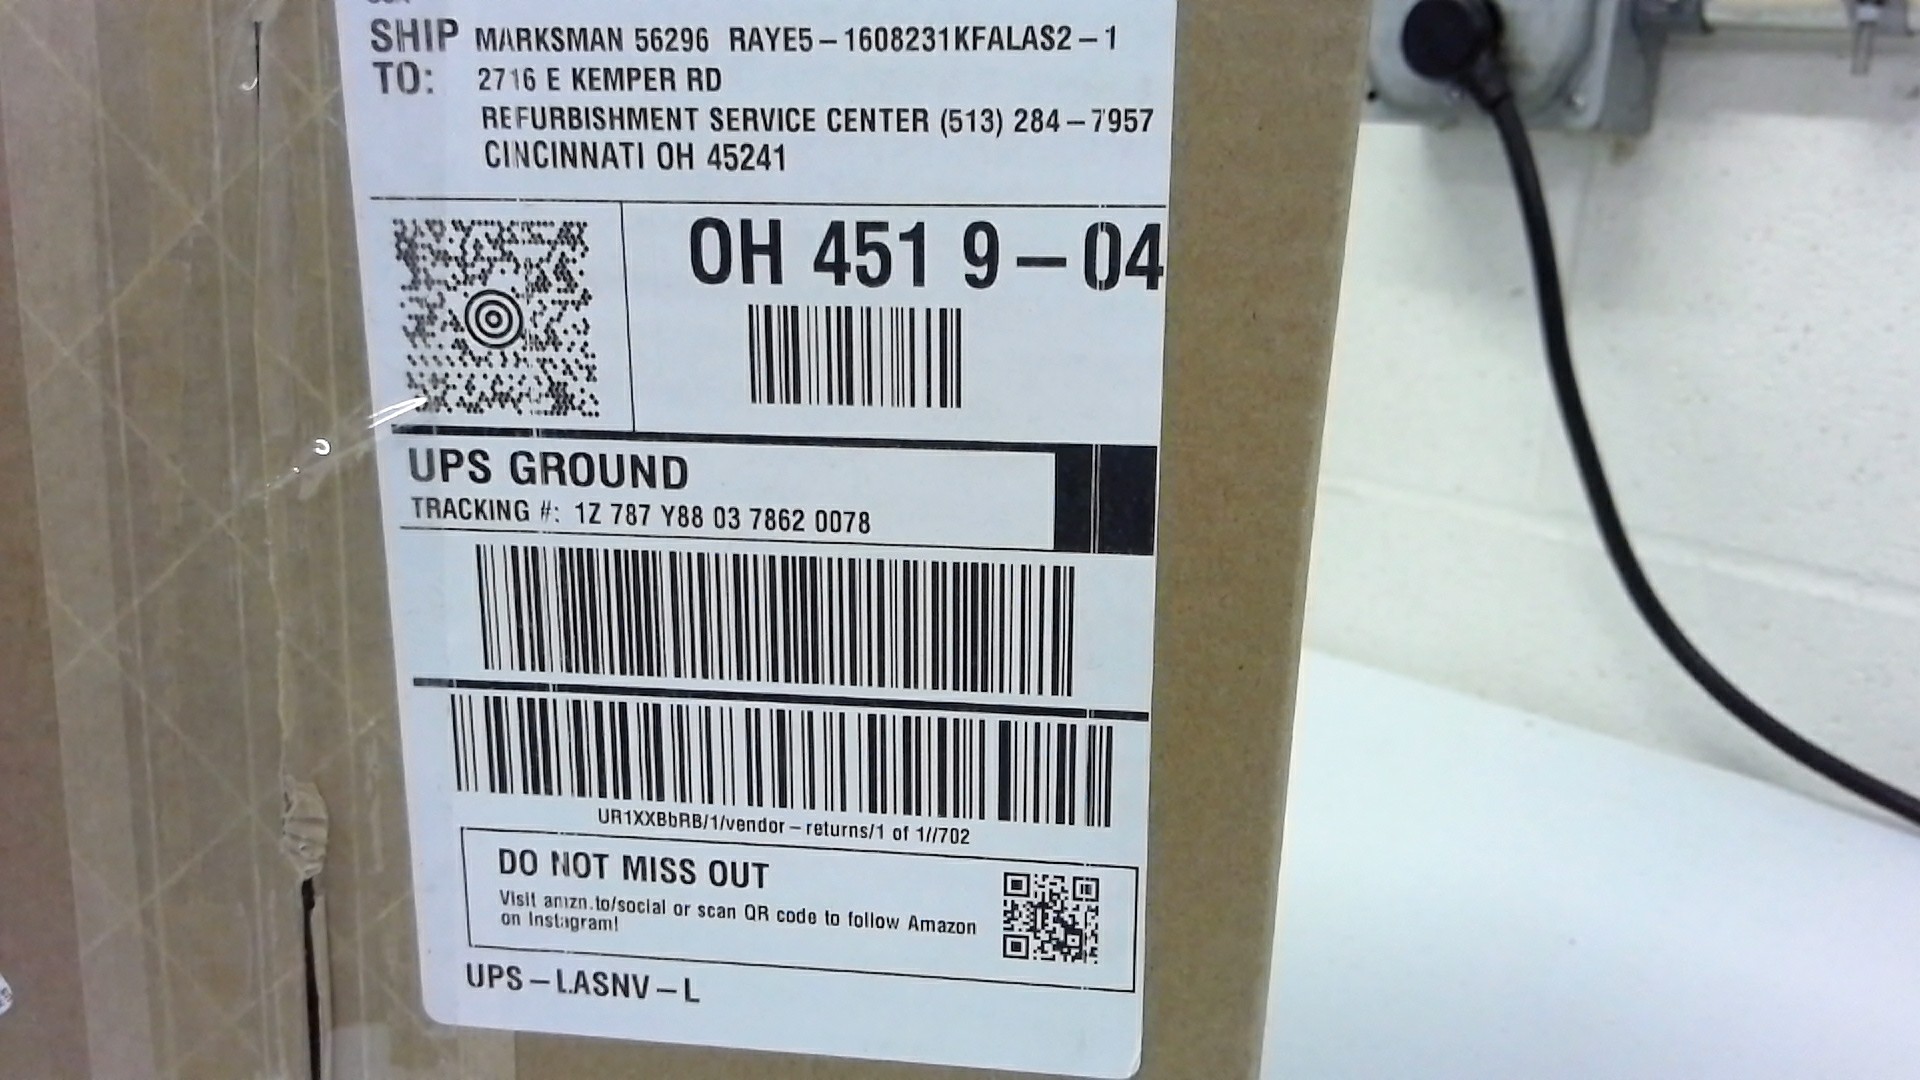 SHIP MARKSMAN 56296 RAYE5-1608231KFALAS2-1
TO: 2716 E KEMPER RD
REFURBISHMENT SERVICE CENTER (513) 284-7957
CINCINNATI OH 45241
OH 451 9-04
UPS GROUND
TRACKING #: 1Z 787 Y88 03 7862 0078
UR1XXBbRB/1/vendor-returns/1 of 1//702
DO NOT MISS OUT
Visit amzn.to/social or scan QR code to follow Amazon
on Instagram!
UPS-LASNV-L